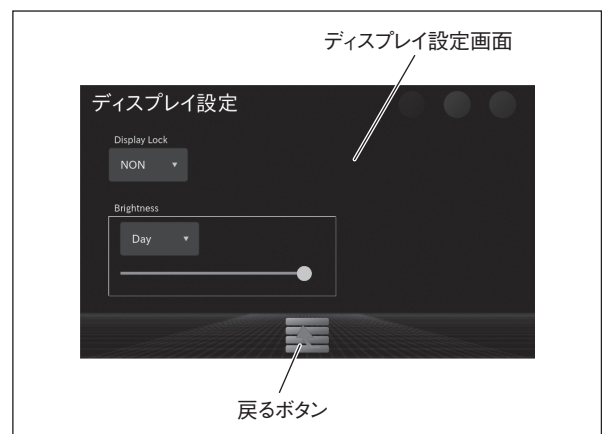 ディスプレイ設定画面
ディスプレイ設定
Display Lock
NON
Brightness
Day
戻るボタン